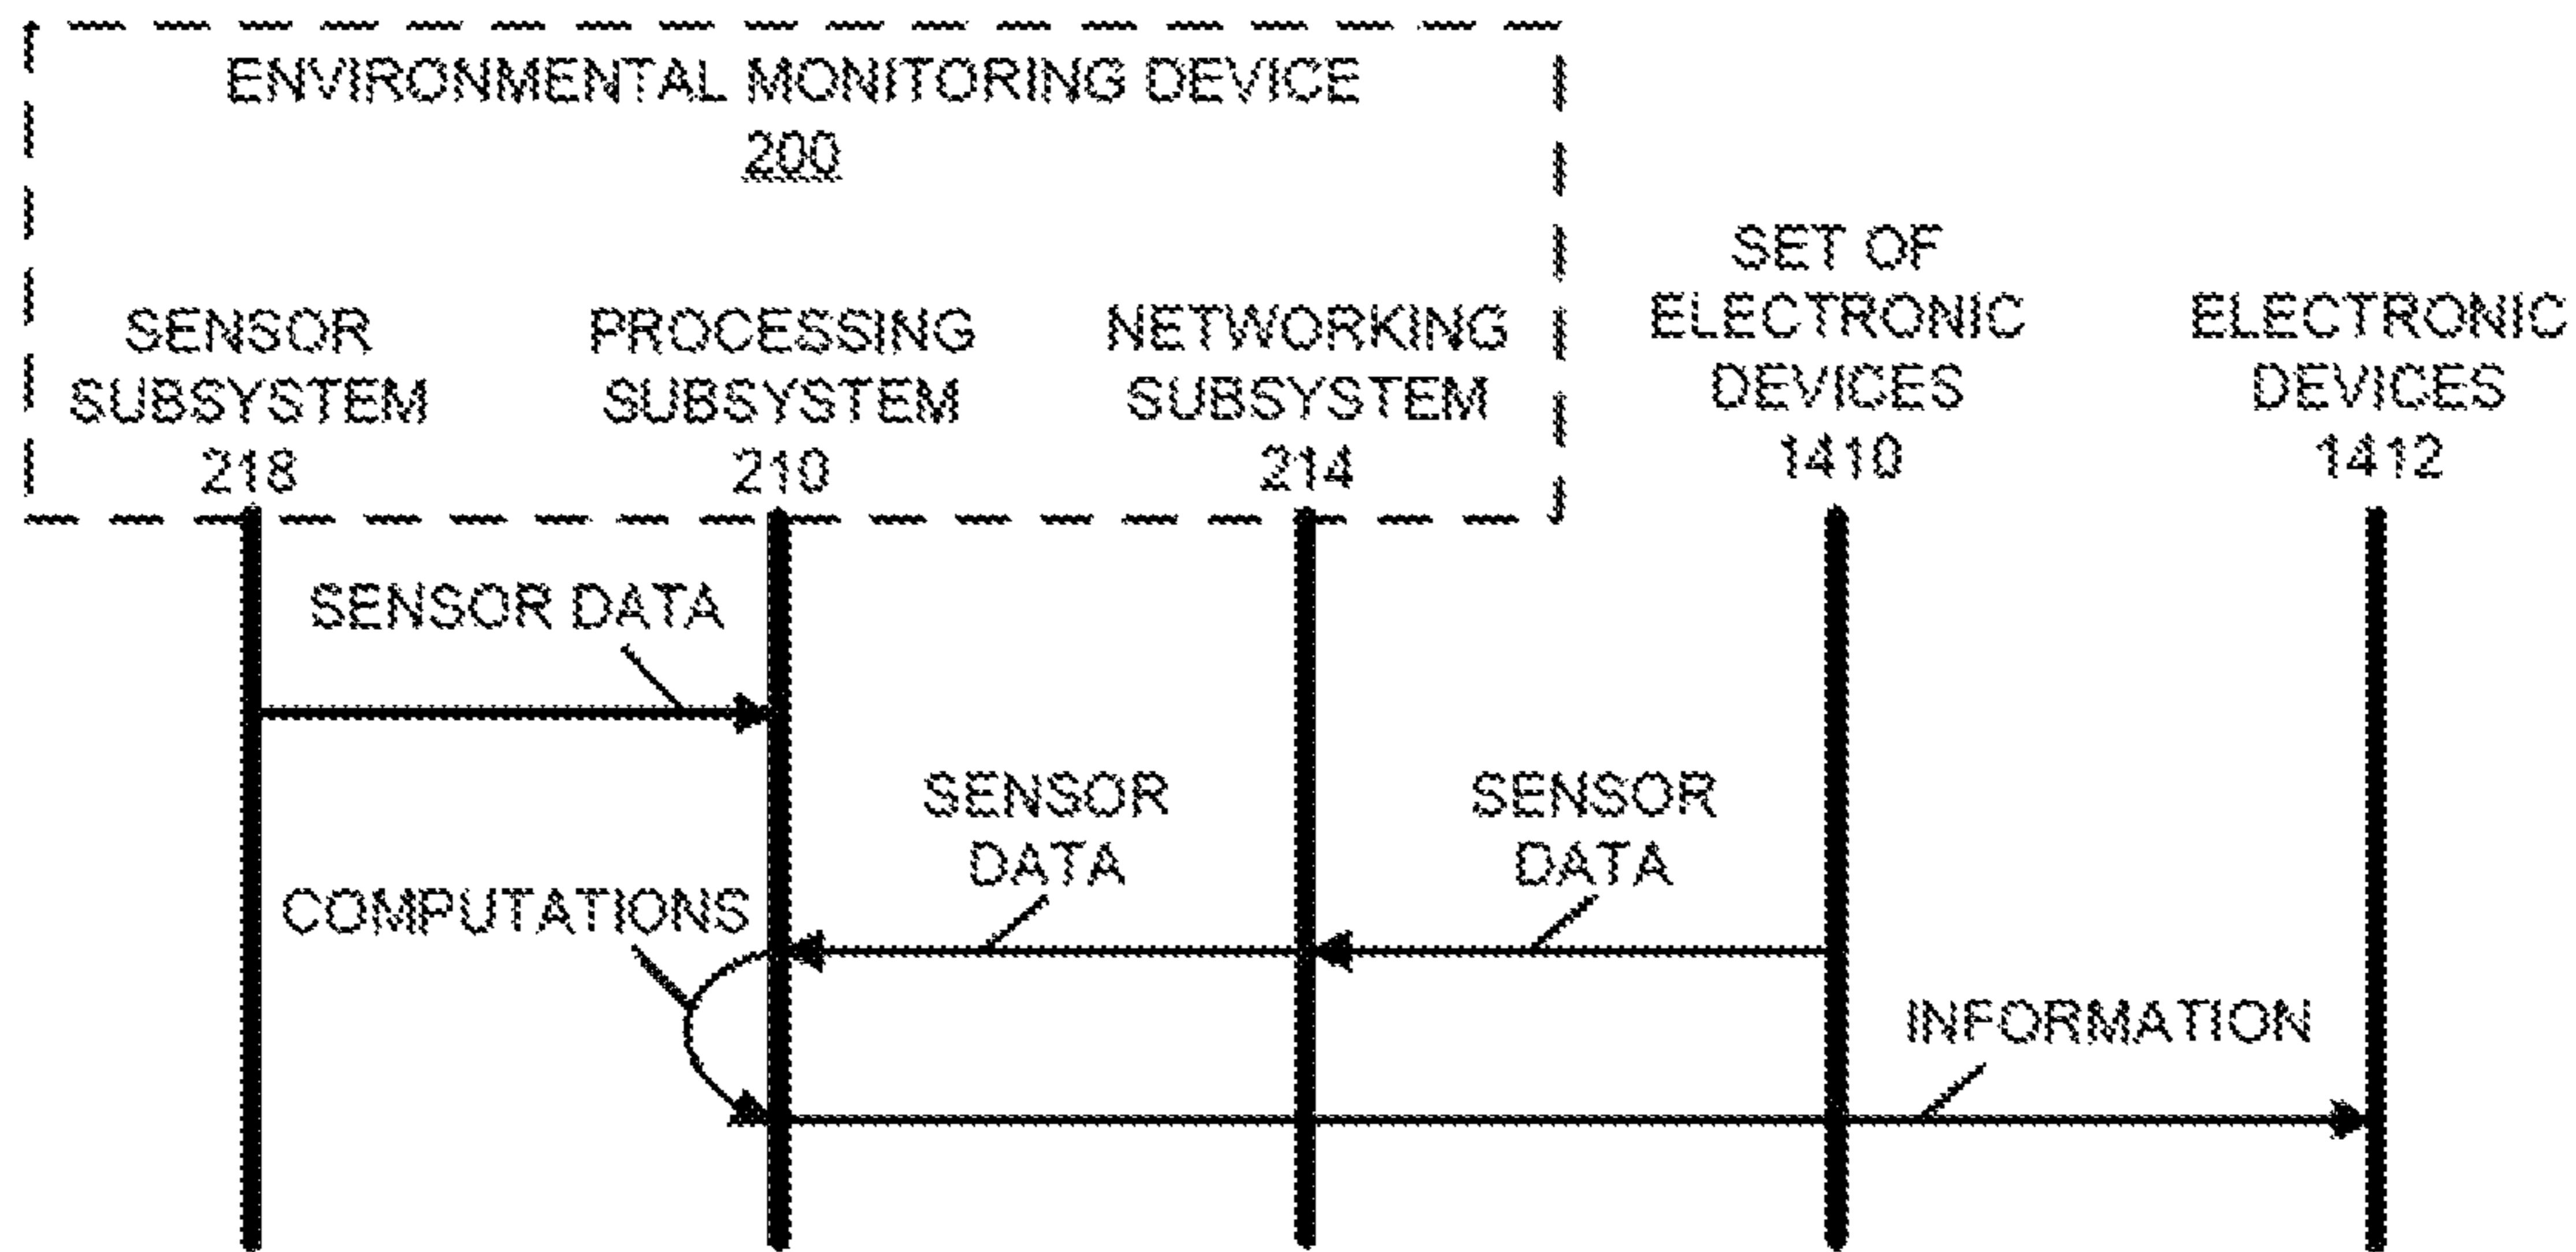 ENVIRONMENTAL MONITORING DEVICE
200
SENSOR
SUBSYSTEM
218
PROCESSING
SUBSYSTEM
210
NETWORKING
SUBSYSTEM
214
SET OF
ELECTRONIC
DEVICES
1410
ELECTRONIC
DEVICES
1412
SENSOR DATA
SENSOR
DATA
SENSOR
DATA
COMPUTATIONS
INFORMATION